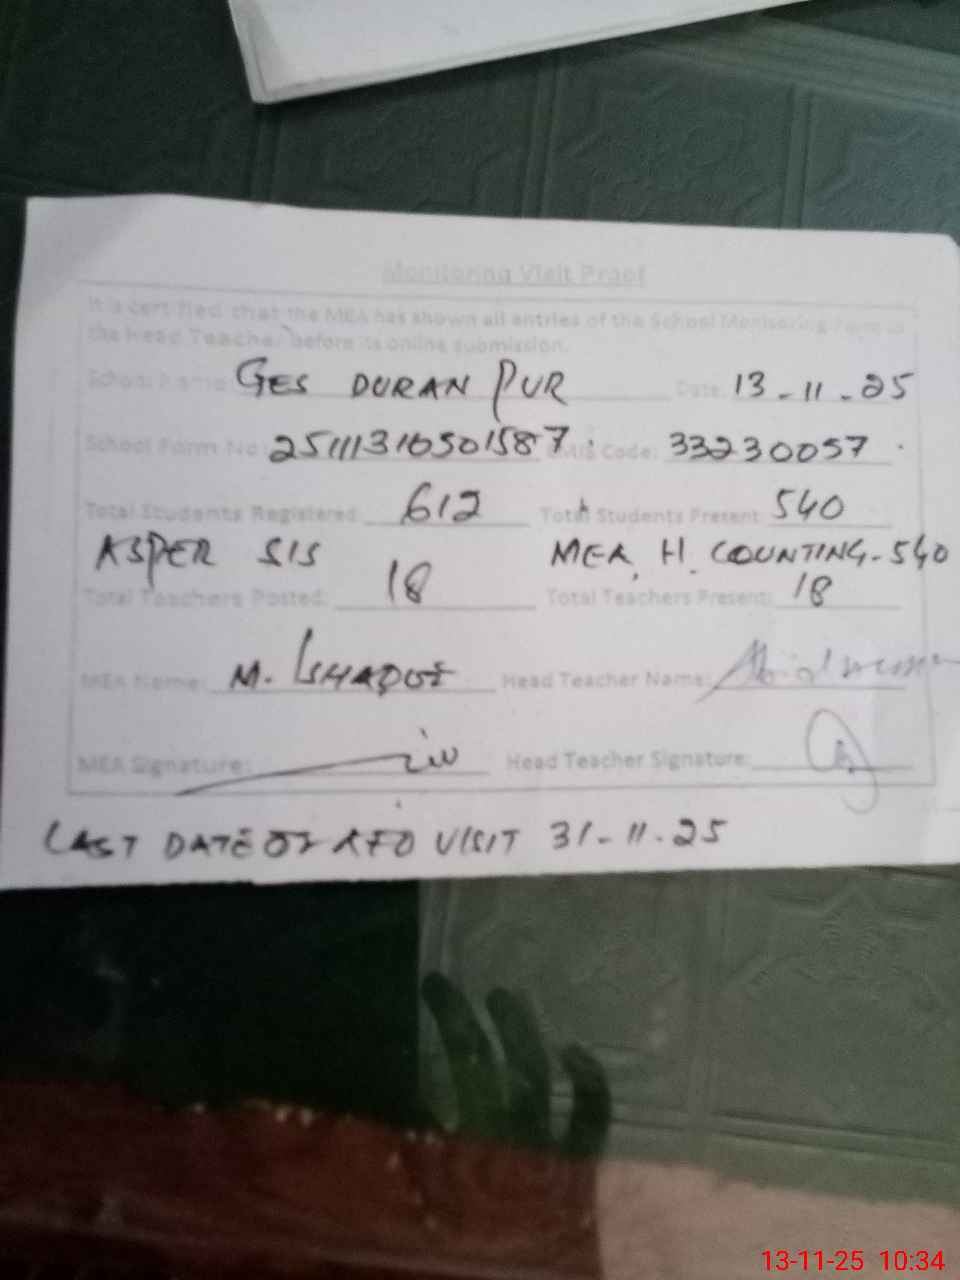 Monitoring Visit Proof
It is certified that the MEA has shown all entries of the School Monitoring Form to
the Head Teacher before its online submission.
School Name: GES DURAN PUR Date: 13-11-25
School Form No: EMIS Code: 33230057
Total Students Registered: 612 Total Students Present: 540
ASPER SIS MEA H. COUNTING-540
Total Teachers Posted: 18 Total Teachers Present: 18
MEA Name: M. Head Teacher Name:
MEA Signature: Head Teacher Signature:
LAST DATE OF AEO VISIT 31-11-25
13-11-25 10:34